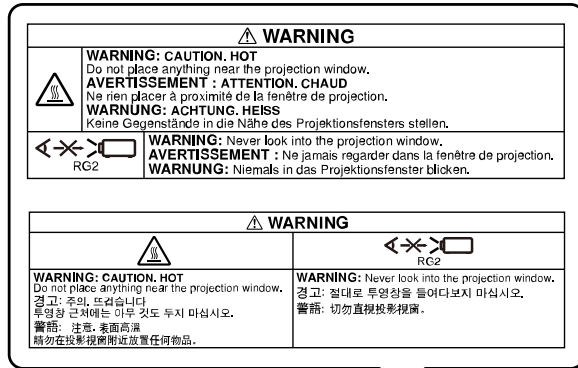 ⚠ WARNING
WARNING: CAUTION. HOT
Do not place anything near the projection window.
AVERTISSEMENT : ATTENTION. CHAUD
Ne rien placer à proximité de la fenêtre de projection.
WARNUNG: ACHTUNG. HEISS
Keine Gegenstände in die Nähe des Projektionsfensters stellen.
RG2
WARNING: Never look into the projection window.
AVERTISSEMENT : Ne jamais regarder dans la fenêtre de projection.
WARNUNG: Niemals in das Projektionsfenster blicken.
⚠ WARNING
RG2
WARNING: CAUTION. HOT
Do not place anything near the projection window.
경고: 주의. 뜨겁습니다
투영창 근처에는 아무 것도 두지 마십시오.
警語: 注意. 表面高溫
請勿在投影視窗附近放置任何物品。
WARNING: Never look into the projection window.
경고: 절대로 투영창을 들여다보지 마십시오.
警語: 切勿直視投影視窗。